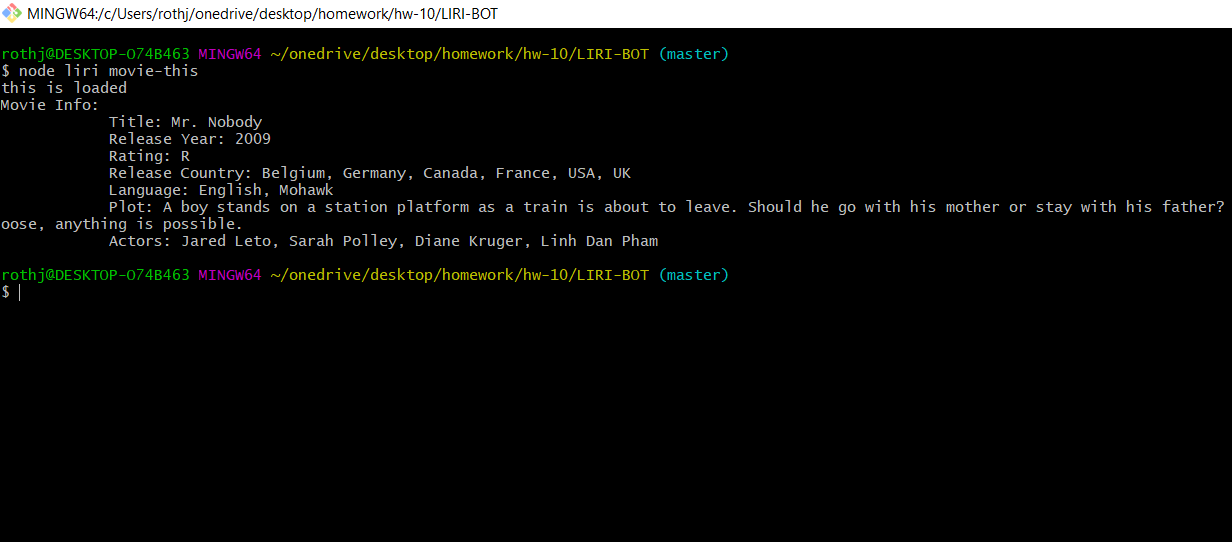 MINGW64:/c/Users/rothj/onedrive/desktop/homework/hw-10/LIRI-BOT
rothj@DESKTOP-O74B463 MINGW64 ~/onedrive/desktop/homework/hw-10/LIRI-BOT (master)
$ node liri movie-this
this is loaded
Movie Info:
Title: Mr. Nobody
Release Year: 2009
Rating: R
Release Country: Belgium, Germany, Canada, France, USA, UK
Language: English, Mohawk
Plot: A boy stands on a station platform as a train is about to leave. Should he go with his mother or stay with his father?
oose, anything is possible.
Actors: Jared Leto, Sarah Polley, Diane Kruger, Linh Dan Pham
rothj@DESKTOP-O74B463 MINGW64 ~/onedrive/desktop/homework/hw-10/LIRI-BOT (master)
$